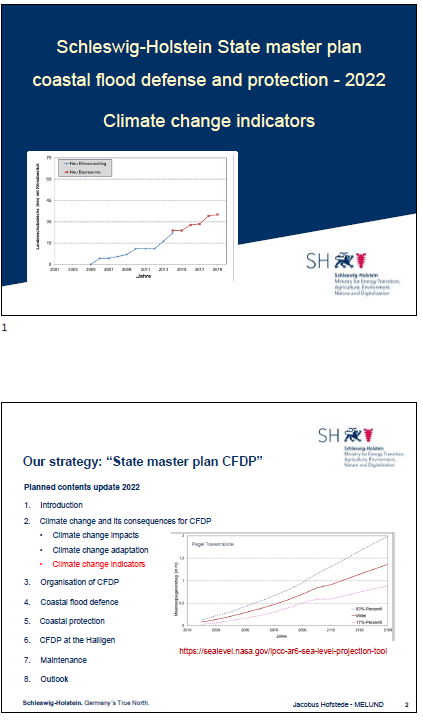 Schleswig-Holstein State master plan
coastal flood defense and protection - 2022
Climate change indicators
75
60
45
30
15
0
2001 2003 2005 2007 2009 2011 2013 2015 2017 2019
Jahre
Neu Klimazuschlag
Neu Baureserve
SH
Schleswig-Holstein
Ministry for Energy Transition,
Agriculture, Environment,
Nature and Digitalisation
1
SH
Schleswig-Holstein
Ministry for Energy Transition,
Agriculture, Environment,
Nature and Digitalisation
Our strategy: “State master plan CFDP”
Planned contents update 2022
1. Introduction
2. Climate change and its consequences for CFDP
• Climate change impacts
• Climate change adaptation
• Climate change indicators
3. Organisation of CFDP
4. Coastal flood defence
5. Coastal protection
6. CFDP at the Halligen
7. Maintenance
8. Outlook
Pegel Travemünde
2
1,5
1
0,5
0
2010 2030 2050 2070 2090 2110 2130 2150
Jahre
83%-Perzentil
Mittel
17%-Perzentil
https://sealevel.nasa.gov/ipcc-ar6-sea-level-projection-tool
Schleswig-Holstein. Germany´s True North.
Jacobus Hofstede - MELUND 2